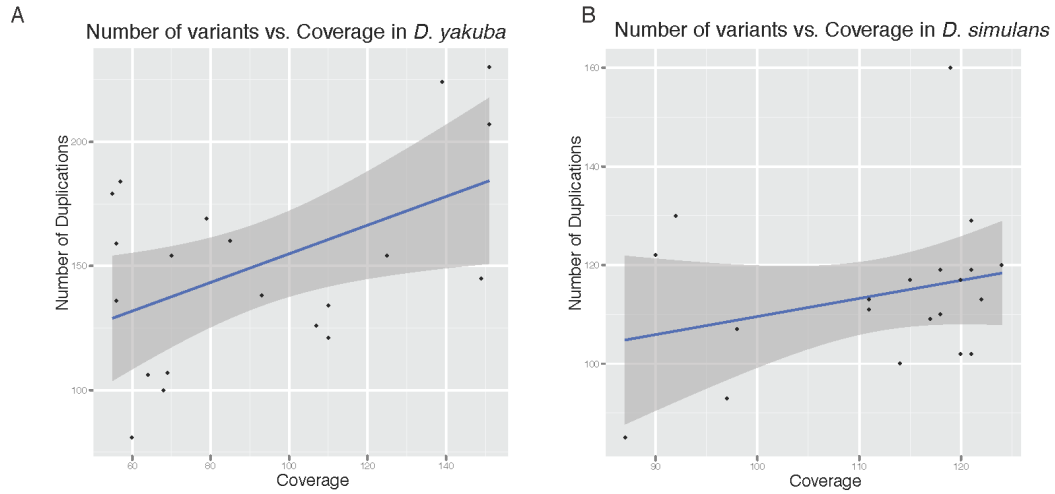 A
Number of variants vs. Coverage in D. yakuba
Number of Duplications
200
150
100
60
80
100
120
140
Coverage
B
Number of variants vs. Coverage in D. simulans
Number of Duplications
160
140
120
100
90
100
110
120
Coverage